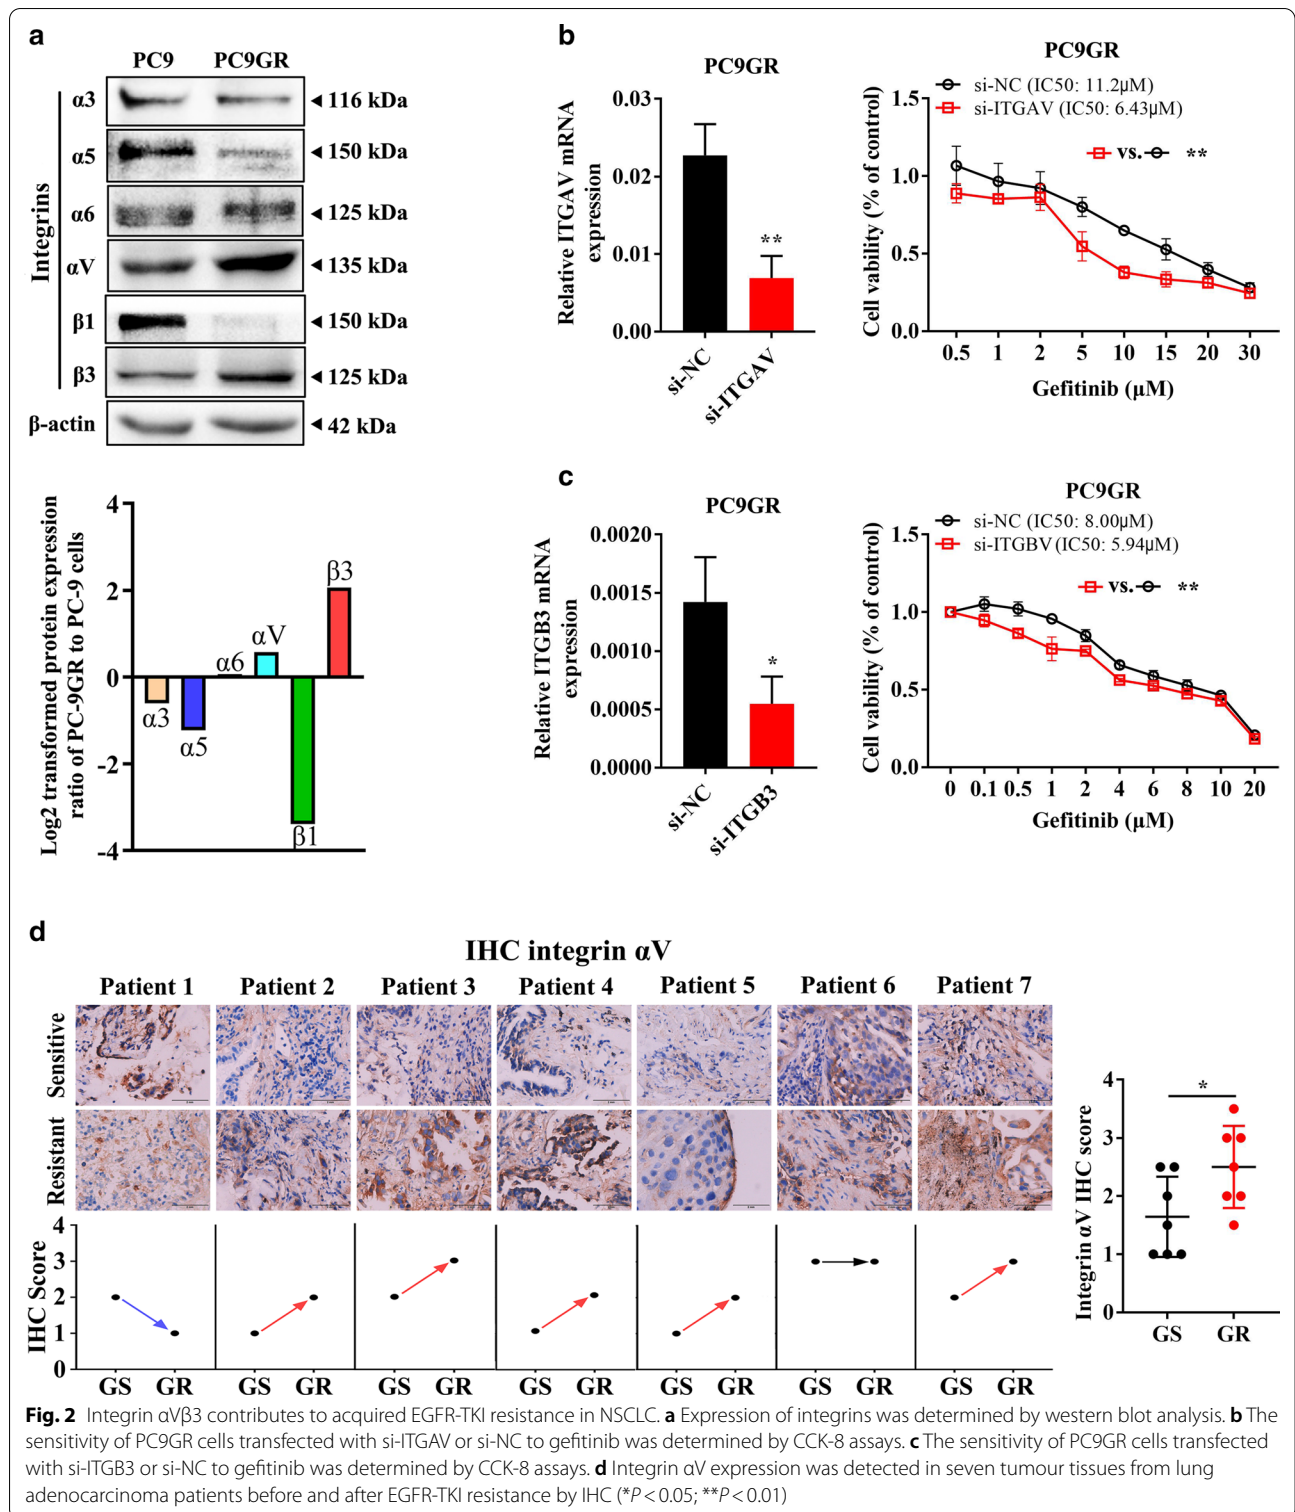 a
PC9 PC9GR
Integrins
α3 ◄116 kDa
α5 ◄150 kDa
α6 ◄125 kDa
αV ◄135 kDa
β1 ◄150 kDa
β3 ◄125 kDa
β-actin ◄42 kDa
Log2 transformed protein expression
ratio of PC-9GR to PC-9 cells
4
2
0
-2
-4
α3
α5
α6
αV
β1
β3
b
PC9GR
Relative ITGAV mRNA
expression
0.03
0.02
0.01
0.00
**
si-NC
si-ITGAV
PC9GR
si-NC (IC50: 11.2μM)
si-ITGAV (IC50: 6.43μM)
vs. **
Cell vability (% of control)
1.5
1.0
0.5
0.0
0.5 1 2 5 10 15 20 30
Gefitinib (μM)
c
PC9GR
Relative ITGB3 mRNA
expression
0.0020
0.0015
0.0010
0.0005
0.0000
*
si-NC
si-ITGB3
PC9GR
si-NC (IC50: 8.00μM)
si-ITGBV (IC50: 5.94μM)
vs. **
Cell vability (% of control)
1.5
1.0
0.5
0.0
0 0.1 0.5 1 2 4 6 8 10 20
Gefitinib (μM)
d
IHC integrin αV
Patient 1 Patient 2 Patient 3 Patient 4 Patient 5 Patient 6 Patient 7
Sensitive
Resistant
IHC Score
4
3
2
1
0
GS GR GS GR GS GR GS GR GS GR GS GR GS GR
Integrin αV IHC score
4
3
2
1
0
*
GS GR
Fig. 2 Integrin αVβ3 contributes to acquired EGFR-TKI resistance in NSCLC. a Expression of integrins was determined by western blot analysis. b The
sensitivity of PC9GR cells transfected with si-ITGAV or si-NC to gefitinib was determined by CCK-8 assays. c The sensitivity of PC9GR cells transfected
with si-ITGB3 or si-NC to gefitinib was determined by CCK-8 assays. d Integrin αV expression was detected in seven tumour tissues from lung
adenocarcinoma patients before and after EGFR-TKI resistance by IHC (*P < 0.05; **P < 0.01)